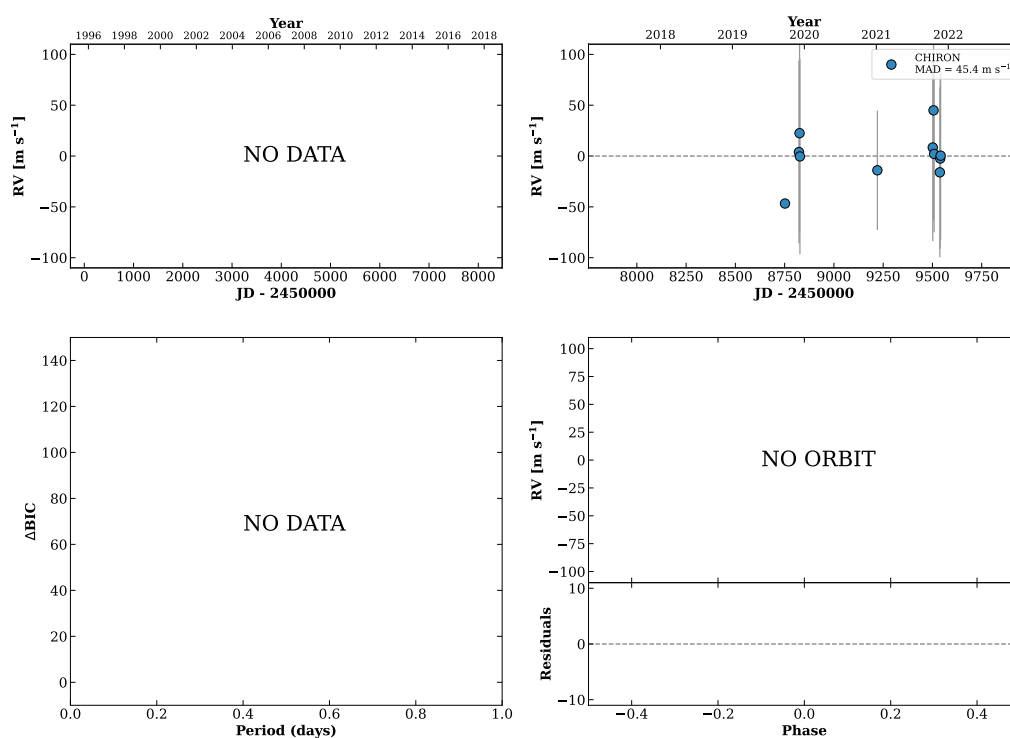 Year
1996 1998 2000 2002 2004 2006 2008 2010 2012 2014 2016 2018
100
50
0
−50
−100
RV [m s⁻¹]
NO DATA
0 1000 2000 3000 4000 5000 6000 7000 8000
JD - 2450000
Year
2018 2019 2020 2021 2022
CHIRON
MAD = 45.4 m s⁻¹
100
50
0
−50
−100
RV [m s⁻¹]
8000 8250 8500 8750 9000 9250 9500 9750
JD - 2450000
140
120
100
80
60
40
20
0
ΔBIC
NO DATA
0.0 0.2 0.4 0.6 0.8 1.0
Period (days)
100
75
50
25
0
−25
−50
−75
−100
RV [m s⁻¹]
NO ORBIT
10
0
−10
Residuals
−0.4 −0.2 0.0 0.2 0.4
Phase